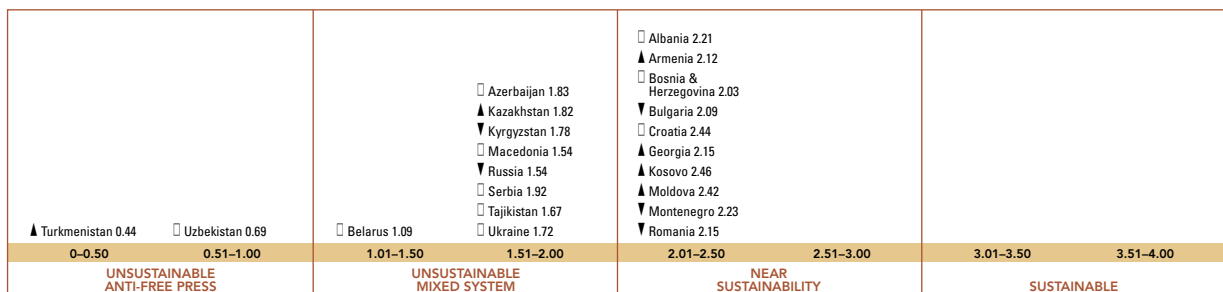 ▲ Turkmenistan 0.44
□ Uzbekistan 0.69
□ Belarus 1.09
□ Azerbaijan 1.83
▲ Kazakhstan 1.82
▼ Kyrgyzstan 1.78
□ Macedonia 1.54
▼ Russia 1.54
□ Serbia 1.92
□ Tajikistan 1.67
□ Ukraine 1.72
□ Albania 2.21
▲ Armenia 2.12
□ Bosnia &
Herzegovina 2.03
▼ Bulgaria 2.09
□ Croatia 2.44
▲ Georgia 2.15
▲ Kosovo 2.46
▲ Moldova 2.42
▼ Montenegro 2.23
▼ Romania 2.15
0–0.50
0.51–1.00
1.01–1.50
1.51–2.00
2.01–2.50
2.51–3.00
3.01–3.50
3.51–4.00
UNSUSTAINABLE
ANTI-FREE PRESS
UNSUSTAINABLE
MIXED SYSTEM
NEAR
SUSTAINABILITY
SUSTAINABLE